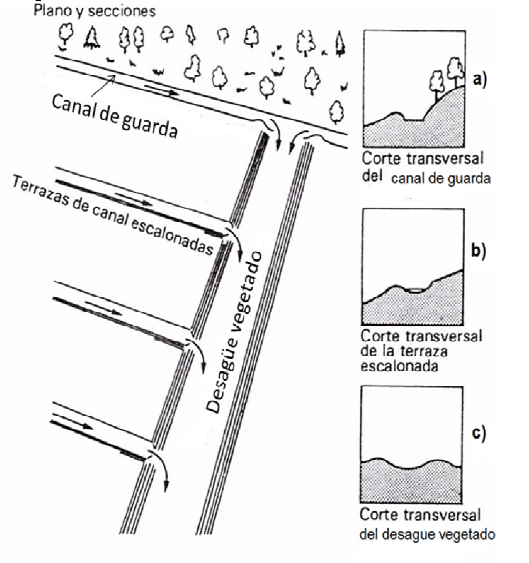 Plano y secciones
Canal de guarda
Terrazas de canal escalonadas
Desagüe vegetado
a)
Corte transversal
del canal de guarda
b)
Corte transversal
de la terraza
escalonada
c)
Corte transversal
del desague vegetado